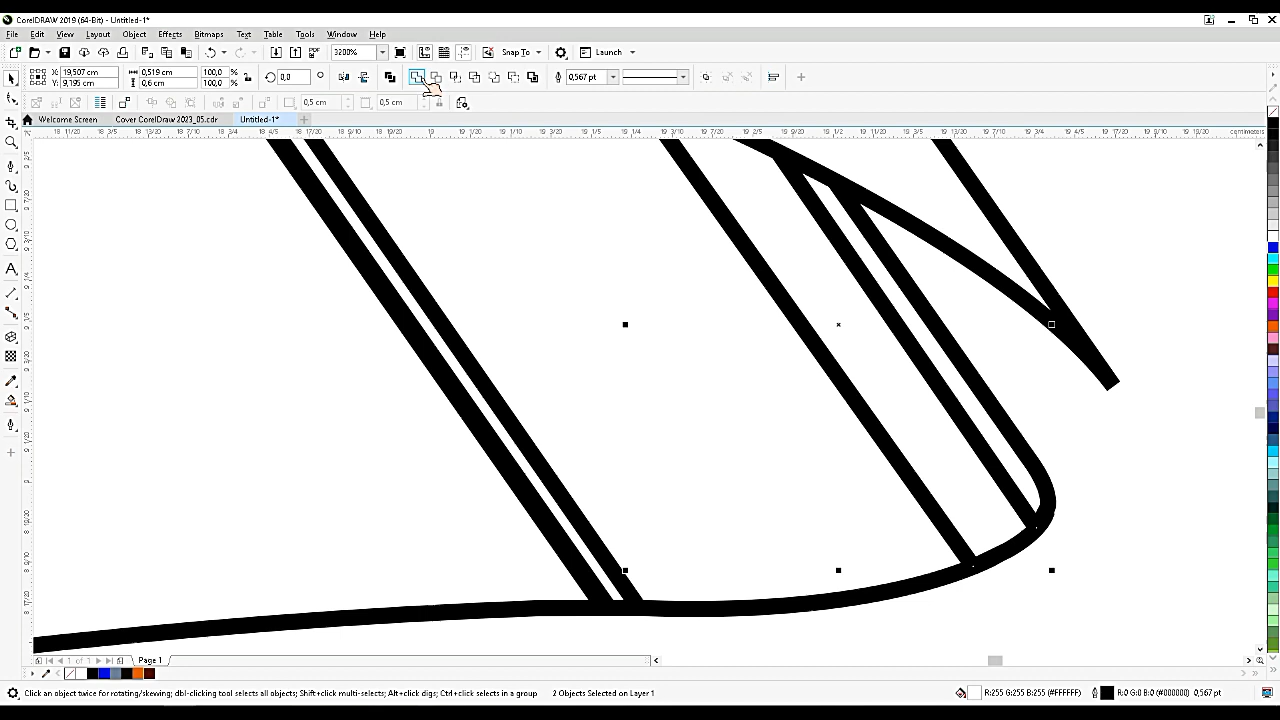 CorelDRAW 2019 (64-Bit) - Untitled-1*
File Edit View Layout Object Effects Bitmaps Text Table Tools Window Help
PDF 3200% Snap To Launch
X: 19,507 cm 0,519 cm 100,0 % 0,0 ° 0,567 pt
Y: 9,195 cm 0,6 cm 100,0 %
0,5 cm 0,5 cm
Welcome Screen Cover CorelDraw 2023_05.cdr Untitled-1*
centimeters
1 of 1 Page 1
Click an object twice for rotating/skewing; dbl-clicking tool selects all objects; Shift+click multi-selects; Alt+click digs; Ctrl+click selects in a group 2 Objects Selected on Layer 1 R:255 G:255 B:255 (#FFFFFF) R:0 G:0 B:0 (#000000) 0,567 pt